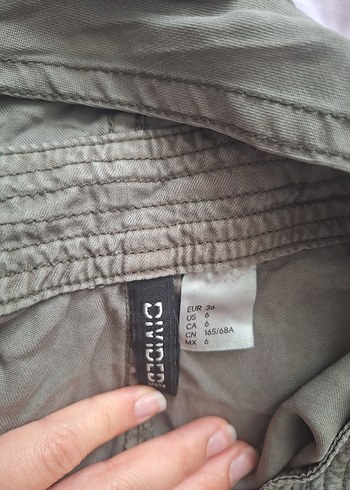 DIVIDED
EUR 36
US 6
CA 6
CN 165/68A
MX 6